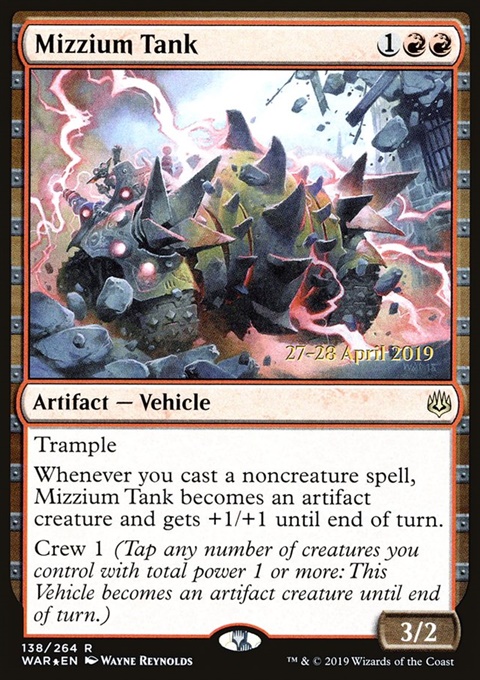 Mizzium Tank 1
27-28 April 2019
Artifact — Vehicle
Trample
Whenever you cast a noncreature spell,
Mizzium Tank becomes an artifact
creature and gets +1/+1 until end of turn.
Crew 1 (Tap any number of creatures you
control with total power 1 or more: This
Vehicle becomes an artifact creature until end
of turn.)
3/2
138/264 R
WAR★EN Wayne Reynolds
™ & © 2019 Wizards of the Coast